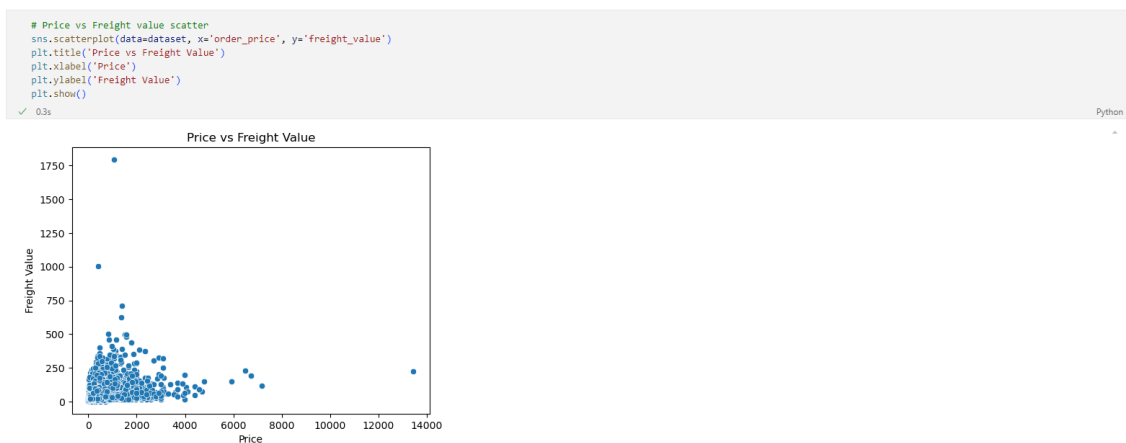 # Price vs Freight value scatter
sns.scatterplot(data=dataset, x='order_price', y='freight_value')
plt.title('Price vs Freight Value')
plt.xlabel('Price')
plt.ylabel('Freight Value')
plt.show()
✓ 0.3s Python
Price vs Freight Value
1750
1500
1250
1000
750
500
250
0
Freight Value
0 2000 4000 6000 8000 10000 12000 14000
Price